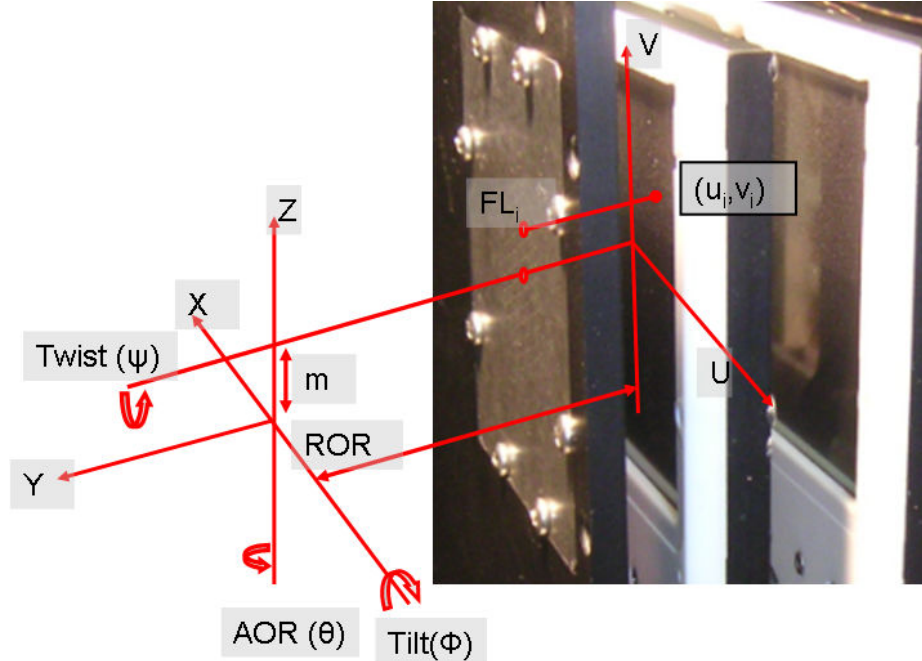 V
(uᵢ,vᵢ)
FLᵢ
Z
X
Twist (ψ)
m
U
ROR
Y
AOR (θ)
Tilt(Φ)